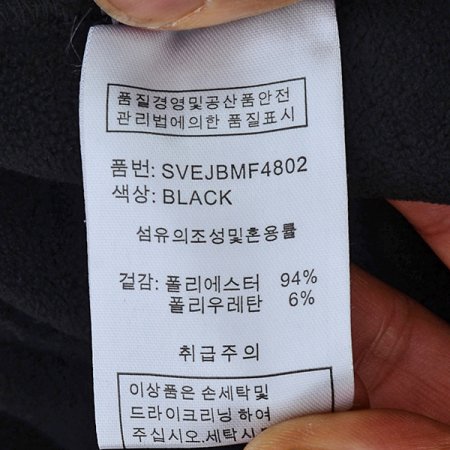 품질경영및공산품안전
관리법에의한 품질표시
품번: SVEJBMF4802
색상: BLACK
섬유의조성및혼용률
겉감: 폴리에스터 94%
폴리우레탄 6%
취급주의
이상품은 손세탁및
드라이크리닝 하여
주십시오.세탁시